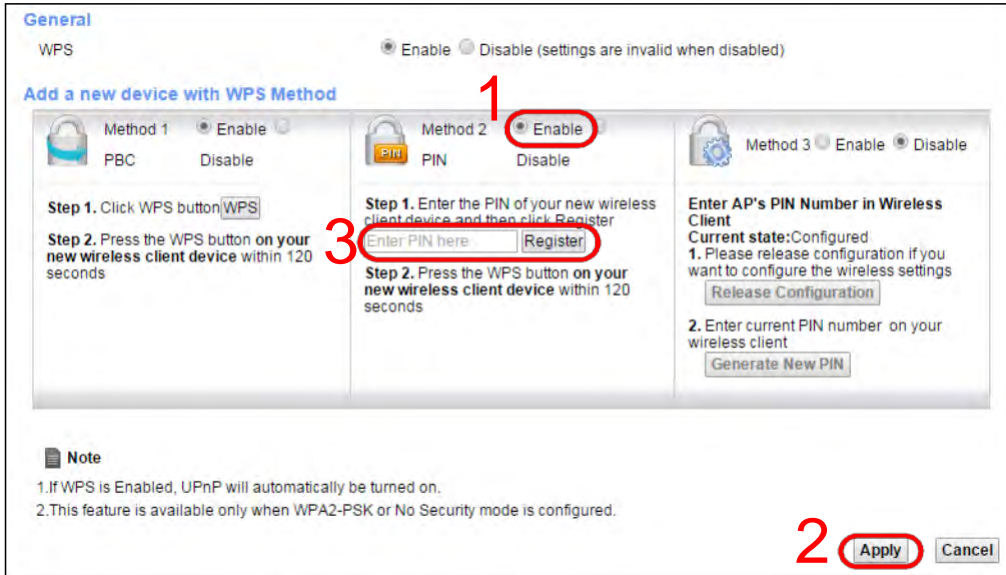 General
WPS Enable Disable (settings are invalid when disabled)
Add a new device with WPS Method
1
Method 1 Enable
PBC Disable
Step 1. Click WPS button WPS
Step 2. Press the WPS button on your
new wireless client device within 120
seconds
Method 2 Enable
PIN PIN Disable
Step 1. Enter the PIN of your new wireless
client device and then click Register
3 Enter PIN here Register
Step 2. Press the WPS button on your
new wireless client device within 120
seconds
Method 3 Enable Disable
Enter AP's PIN Number in Wireless
Client
Current state:Configured
1. Please release configuration if you
want to configure the wireless settings
Release Configuration
2. Enter current PIN number on your
wireless client
Generate New PIN
Note
1.If WPS is Enabled, UPnP will automatically be turned on.
2.This feature is available only when WPA2-PSK or No Security mode is configured.
2 Apply Cancel